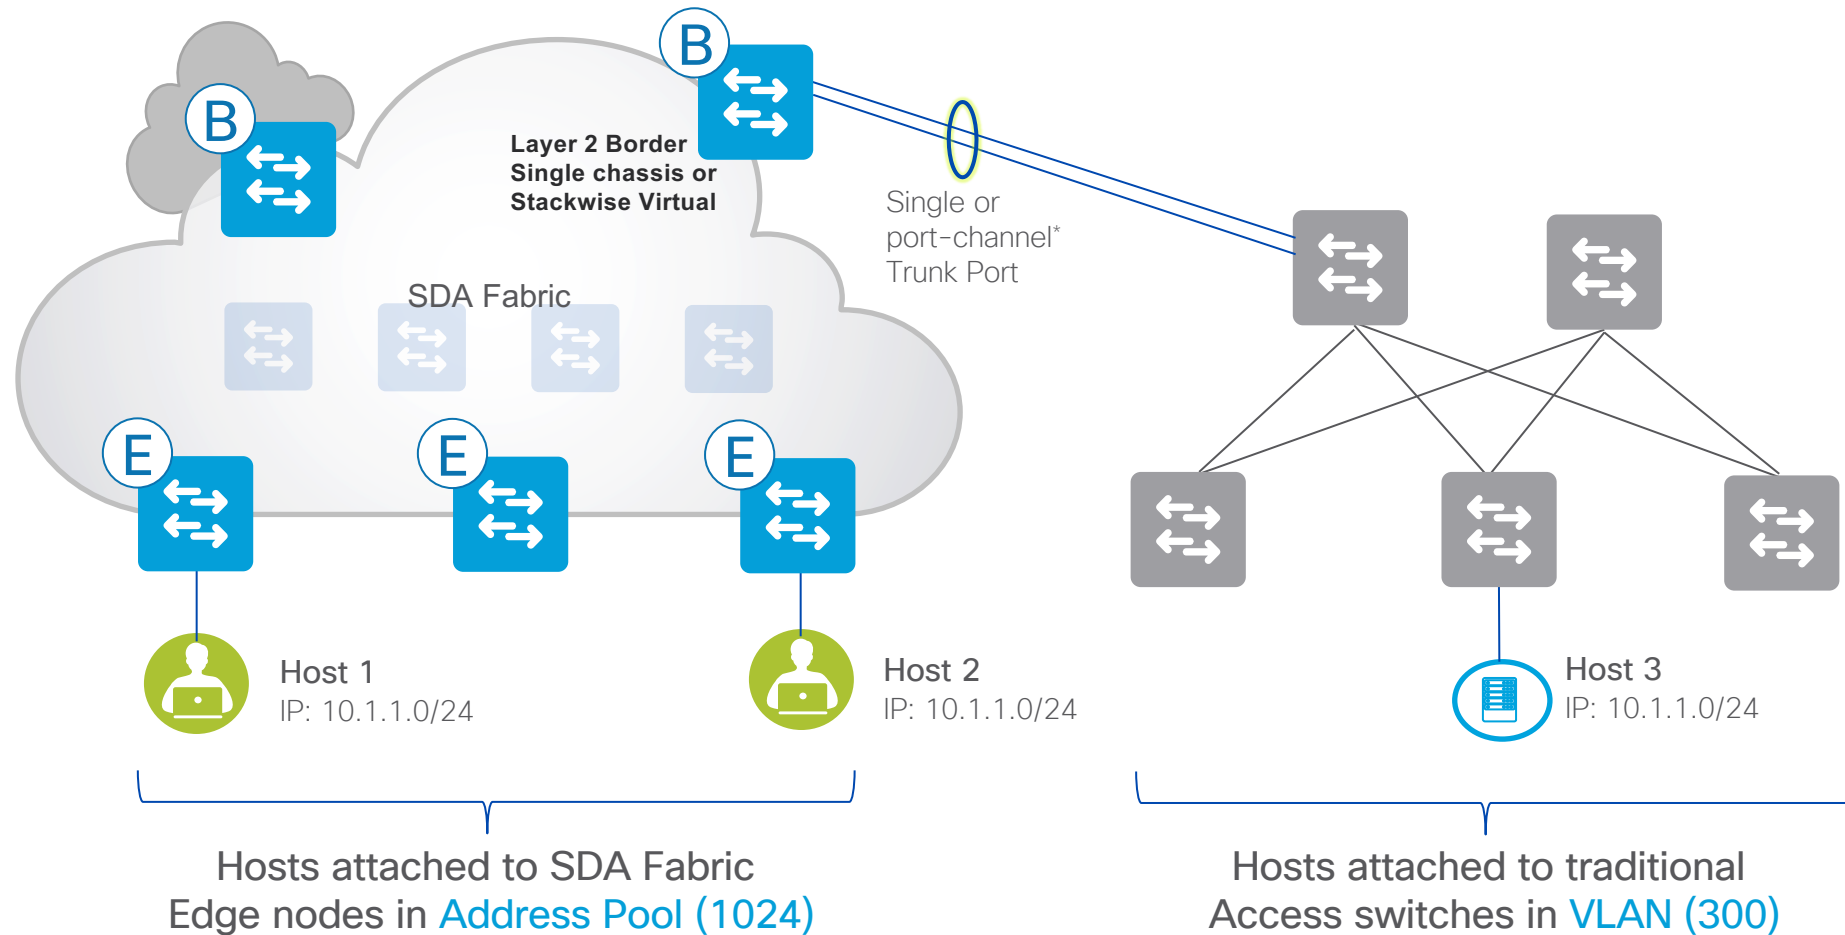 B
B
Layer 2 Border
Single chassis or
Stackwise Virtual
Single or
port-channel*
Trunk Port
SDA Fabric
E
E
E
Host 1
IP: 10.1.1.0/24
Host 2
IP: 10.1.1.0/24
Host 3
IP: 10.1.1.0/24
Hosts attached to SDA Fabric
Edge nodes in Address Pool (1024)
Hosts attached to traditional
Access switches in VLAN (300)